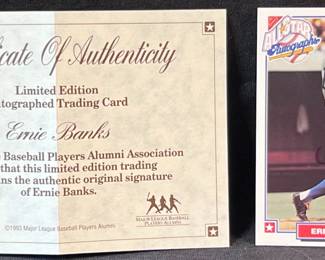 icate Of Authenticity
Limited Edition
utographed Trading Card
Ernie Banks
e Baseball Players Alumni Association
that this limited edition trading
ns the authentic original signature
of Ernie Banks.
©1993 Major League Baseball Players Alumni
MAJOR LEAGUE BASEBALL
PLAYERS ALUMNI
ALL STAR
Autographs
ERN